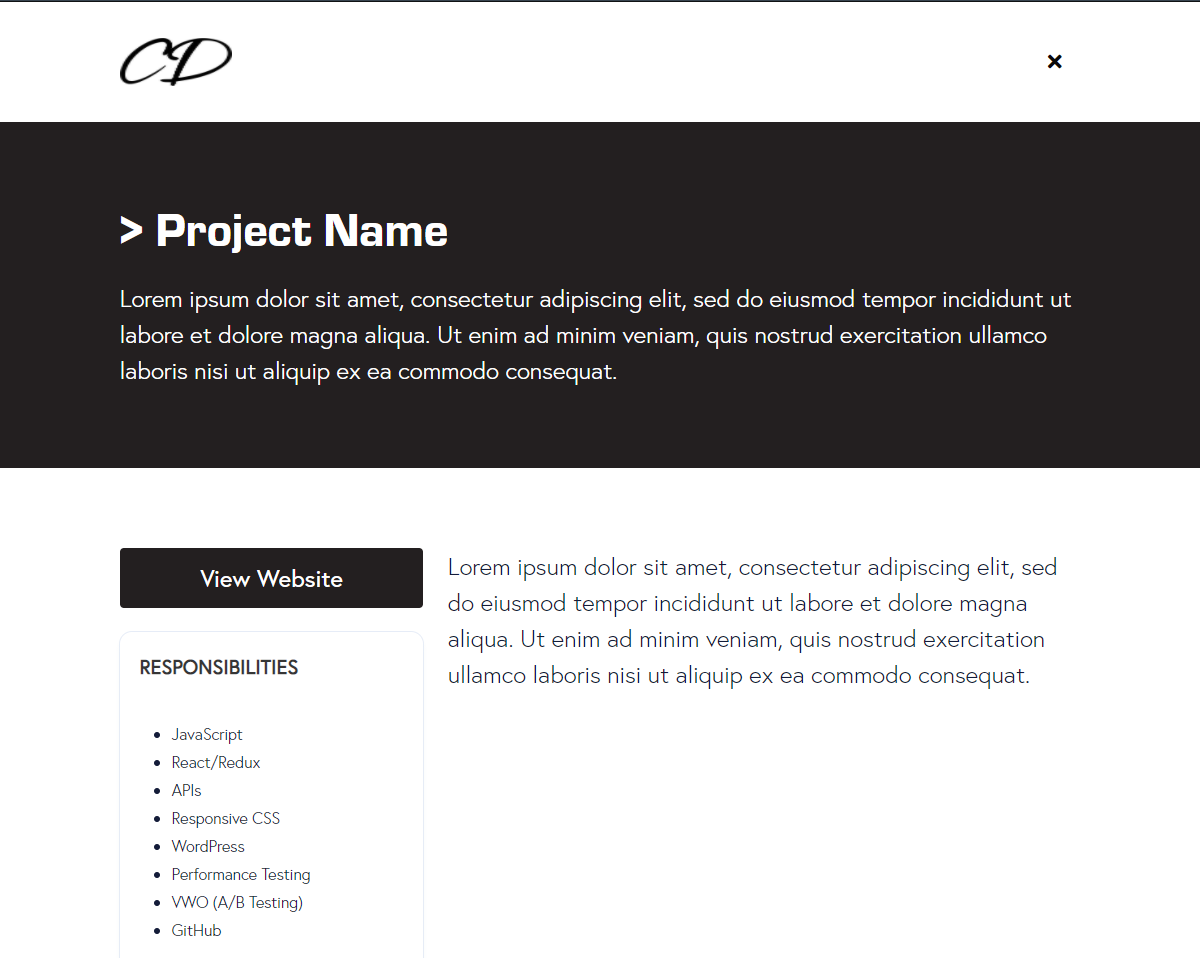 CD
> Project Name
Lorem ipsum dolor sit amet, consectetur adipiscing elit, sed do eiusmod tempor incididunt ut
labore et dolore magna aliqua. Ut enim ad minim veniam, quis nostrud exercitation ullamco
laboris nisi ut aliquip ex ea commodo consequat.
View Website
RESPONSIBILITIES
JavaScript
React/Redux
APIs
Responsive CSS
WordPress
Performance Testing
VWO (A/B Testing)
GitHub
Lorem ipsum dolor sit amet, consectetur adipiscing elit, sed
do eiusmod tempor incididunt ut labore et dolore magna
aliqua. Ut enim ad minim veniam, quis nostrud exercitation
ullamco laboris nisi ut aliquip ex ea commodo consequat.